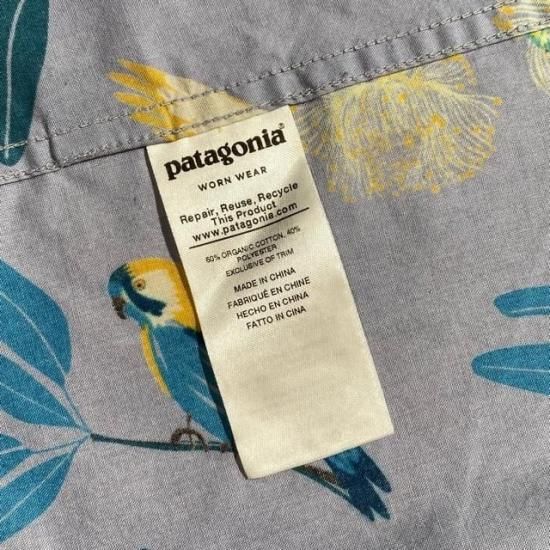 patagonia®
WORN WEAR
Repair, Reuse, Recycle
This Product
www.patagonia.com
60% ORGANIC COTTON, 40%
POLYESTER
EXCLUSIVE OF TRIM
MADE IN CHINA
FABRIQUÉ EN CHINE
HECHO EN CHINA
FATTO IN CINA